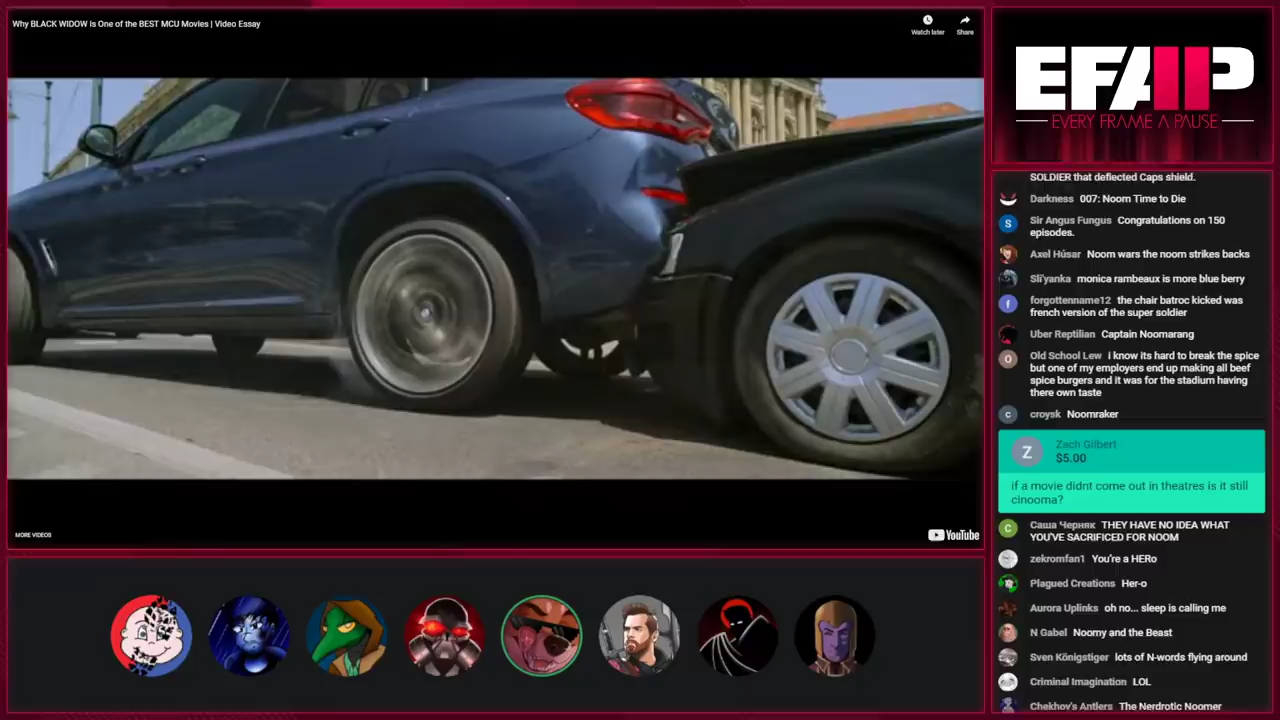 Why BLACK WIDOW is One of the BEST MCU Movies | Video Essay
Watch later
Share
MORE VIDEOS
YouTube
EFAP
EVERY FRAME A PAUSE
SOLDIER that deflected Caps shield.
Darkness 007: Noom Time to Die
S
Sir Angus Fungus Congratulations on 150
episodes.
Axel Húsar Noom wars the noom strikes backs
Sli'yanka monica rambeaux is more blue berry
f
forgottenname12 the chair batroc kicked was
french version of the super soldier
Uber Reptilian Captain Noomarang
O
Old School Lew i know its hard to break the spice
but one of my employers end up making all beef
spice burgers and it was for the stadium having
there own taste
c
croysk Noomraker
Z
Zach Gilbert
$5.00
if a movie didnt come out in theatres is it still
cinooma?
C
Саша Черняк THEY HAVE NO IDEA WHAT
YOU'VE SACRIFICED FOR NOOM
zekromfan1 You're a HERo
Plagued Creations Her-o
Aurora Uplinks oh no... sleep is calling me
N Gabel Noomy and the Beast
Sven Königstiger lots of N-words flying around
Criminal Imagination LOL
Chekhov's Antlers The Nerdrotic Noomer